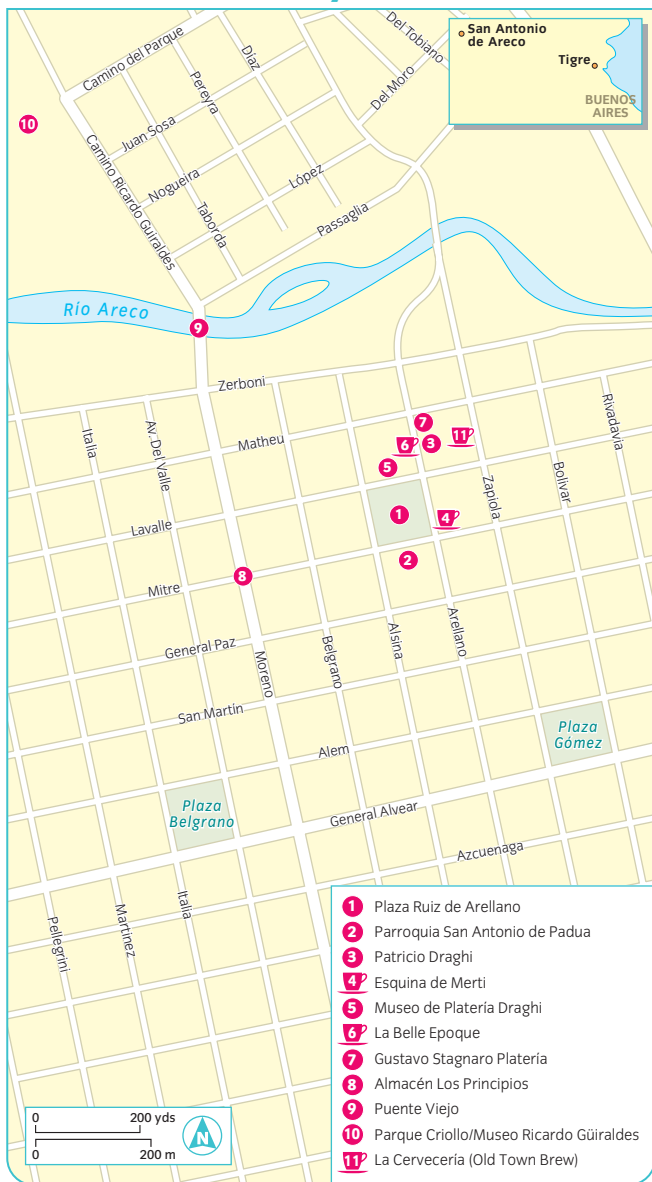 Camino del Parque
Diaz
Del Tobiano
San Antonio
de Areco
Tigre
BUENOS
AIRES
Pereyra
Del Moro
10
Juan Sosa
Camino Ricardo Güiraldes
Nogueira
López
Taborda
Passaglia
Río Areco
9
Zerboni
Italia
Av. Del Valle
Matheu
7
6
3
11
5
Rivadavia
Zapiola
Bolivar
Lavalle
1
4
2
Mitre
8
General Paz
Moreno
Belgrano
Alsina
Arellano
San Martín
Alem
Plaza
Gómez
Plaza
Belgrano
General Alvear
Azcuenaga
Pellegrini
Martinez
Italia
1 Plaza Ruiz de Arellano
2 Parroquia San Antonio de Padua
3 Patricio Draghi
4 Esquina de Merti
5 Museo de Platería Draghi
6 La Belle Epoque
7 Gustavo Stagnaro Platería
8 Almacén Los Principios
9 Puente Viejo
10 Parque Criollo/Museo Ricardo Güiraldes
11 La Cervecería (Old Town Brew)
0 200 yds
0 200 m
N